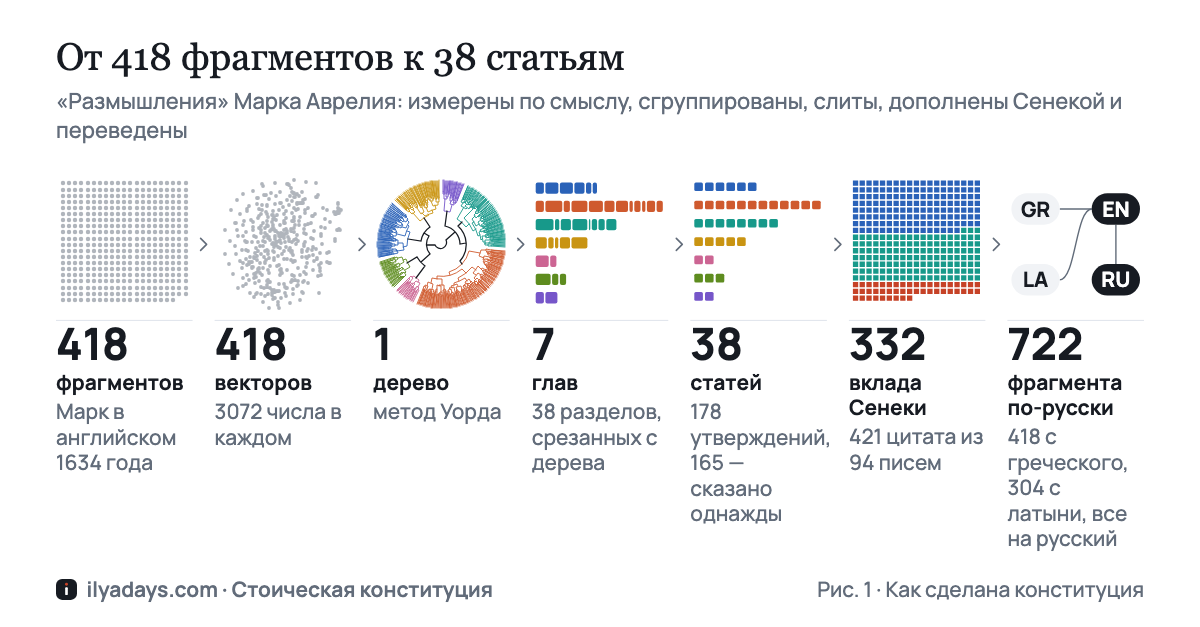 От 418 фрагментов к 38 статьям
«Размышления» Марка Аврелия: измерены по смыслу, сгруппированы, слиты, дополнены Сенекой и
переведены
GR
EN
LA
RU
418
фрагментов
Марк в
английском
1634 года
418
векторов
3072 числа в
каждом
1
дерево
метод Уорда
7
глав
38 разделов,
срезанных с
дерева
38
статей
178
утверждений,
165 —
сказано
однажды
332
вклада
Сенеки
421 цитата из
94 писем
722
фрагмента
по-русски
418 с
греческого,
304 с
латыни, все
на русский
i ilyadays.com · Стоическая конституция
Рис. 1 · Как сделана конституция